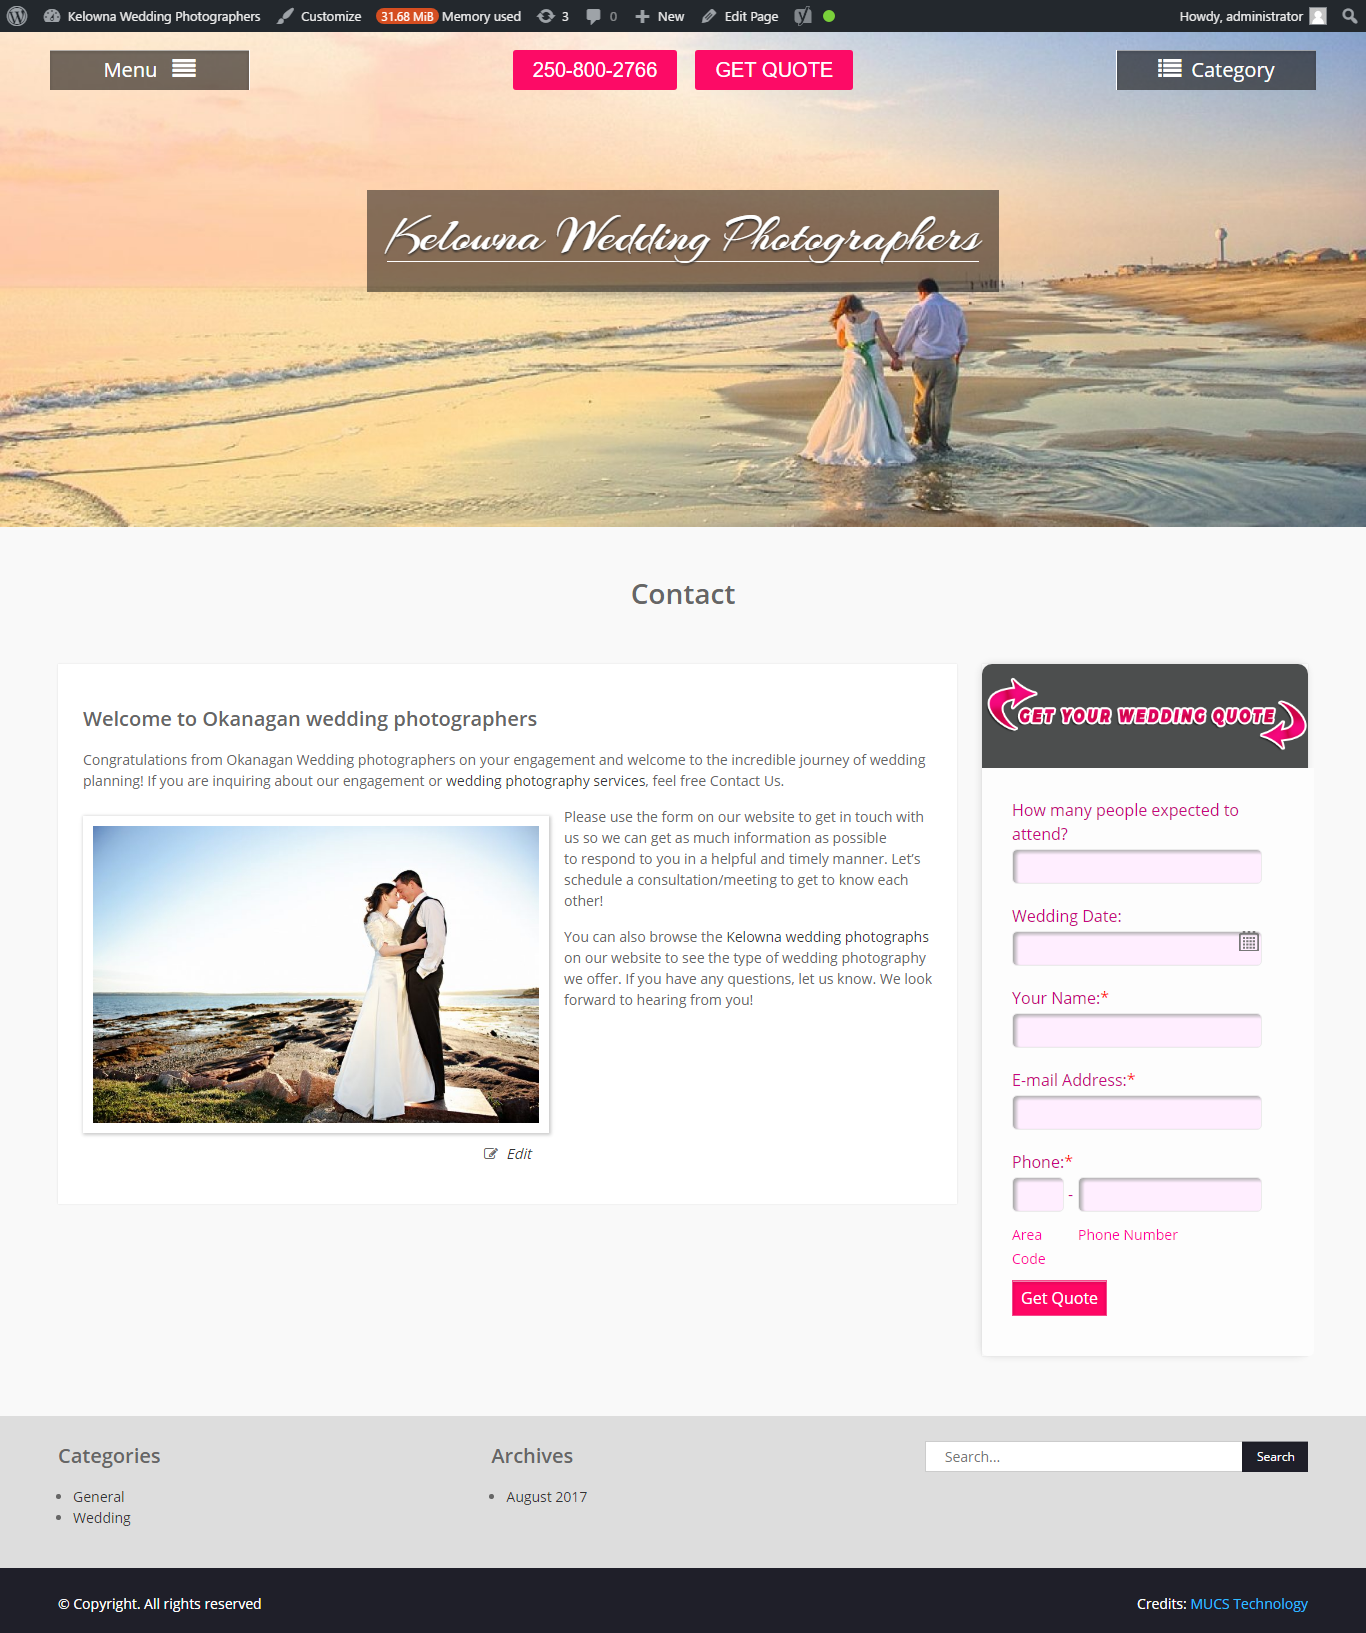 Kelowna Wedding Photographers Customize 31.68 MiB Memory used 3 0 New Edit Page Howdy, administrator
Menu 250-800-2766 GET QUOTE Category
Kelowna Wedding Photographers
Contact
Welcome to Okanagan wedding photographers
Congratulations from Okanagan Wedding photographers on your engagement and welcome to the incredible journey of wedding
planning! If you are inquiring about our engagement or wedding photography services, feel free Contact Us.
Please use the form on our website to get in touch with
us so we can get as much information as possible
to respond to you in a helpful and timely manner. Let's
schedule a consultation/meeting to get to know each
other!
You can also browse the Kelowna wedding photographs
on our website to see the type of wedding photography
we offer. If you have any questions, let us know. We look
forward to hearing from you!
Edit
GET YOUR WEDDING QUOTE
How many people expected to
attend?
Wedding Date:
Your Name:*
E-mail Address:*
Phone:*
-
Area Phone Number
Code
Get Quote
Categories
General
Wedding
Archives
August 2017
Search... Search
© Copyright. All rights reserved
Credits: MUCS Technology